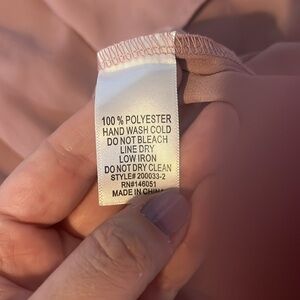 100 % POLYESTER
HAND WASH COLD
DO NOT BLEACH
LINE DRY
LOW IRON
DO NOT DRY CLEAN
STYLE# 200033-2
RN#146051
MADE IN CHINA